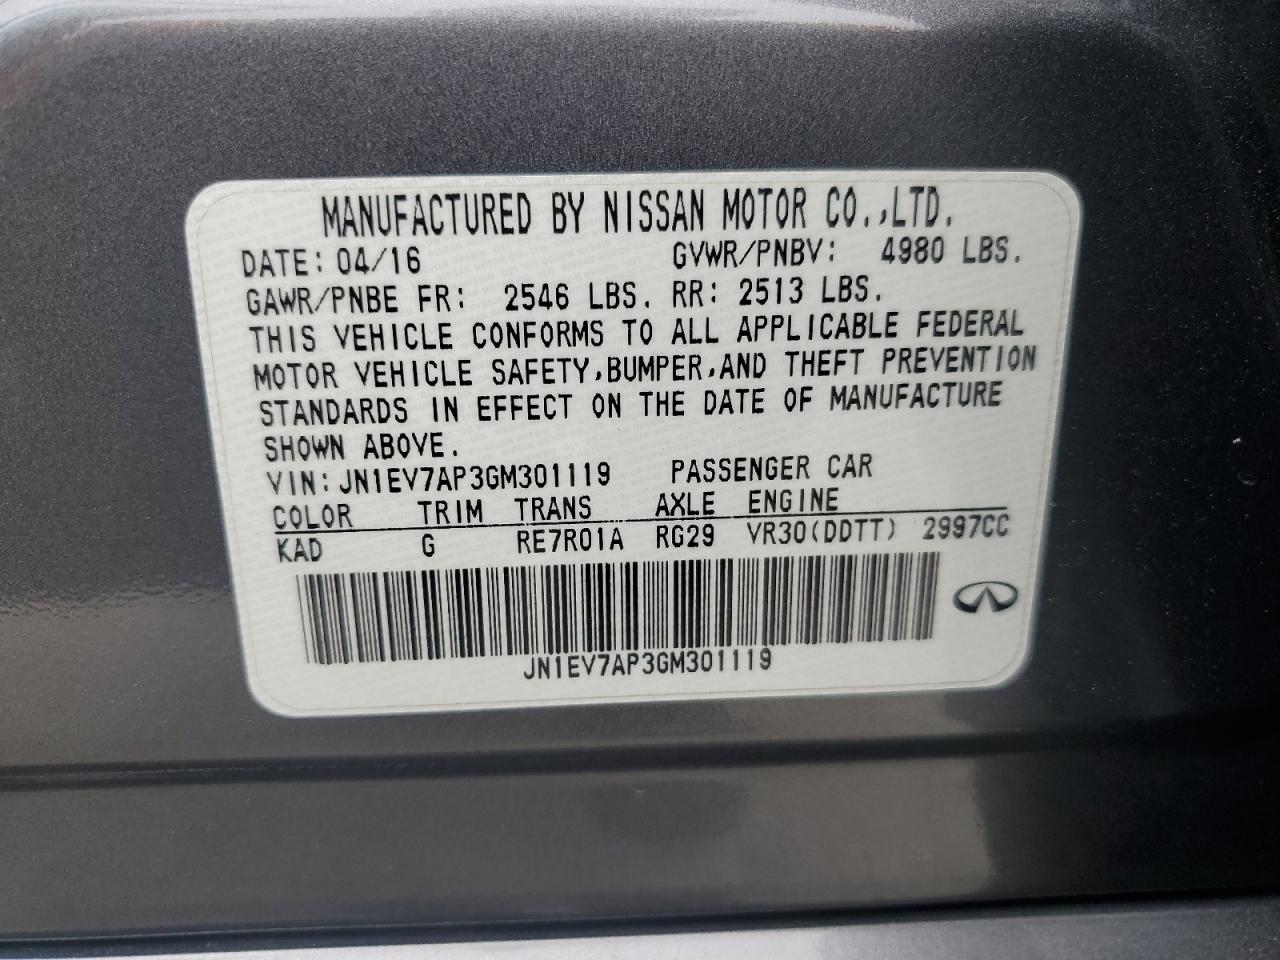 MANUFACTURED BY NISSAN MOTOR CO.,LTD.
DATE: 04/16 GVWR/PNBV: 4980 LBS.
GAWR/PNBE FR: 2546 LBS. RR: 2513 LBS.
THIS VEHICLE CONFORMS TO ALL APPLICABLE FEDERAL
MOTOR VEHICLE SAFETY,BUMPER,AND THEFT PREVENTION
STANDARDS IN EFFECT ON THE DATE OF MANUFACTURE
SHOWN ABOVE.
VIN: JN1EV7AP3GM301119 PASSENGER CAR
COLOR TRIM TRANS AXLE ENGINE
KAD G RE7R01A RG29 VR30(DDTT) 2997CC
JN1EV7AP3GM301119